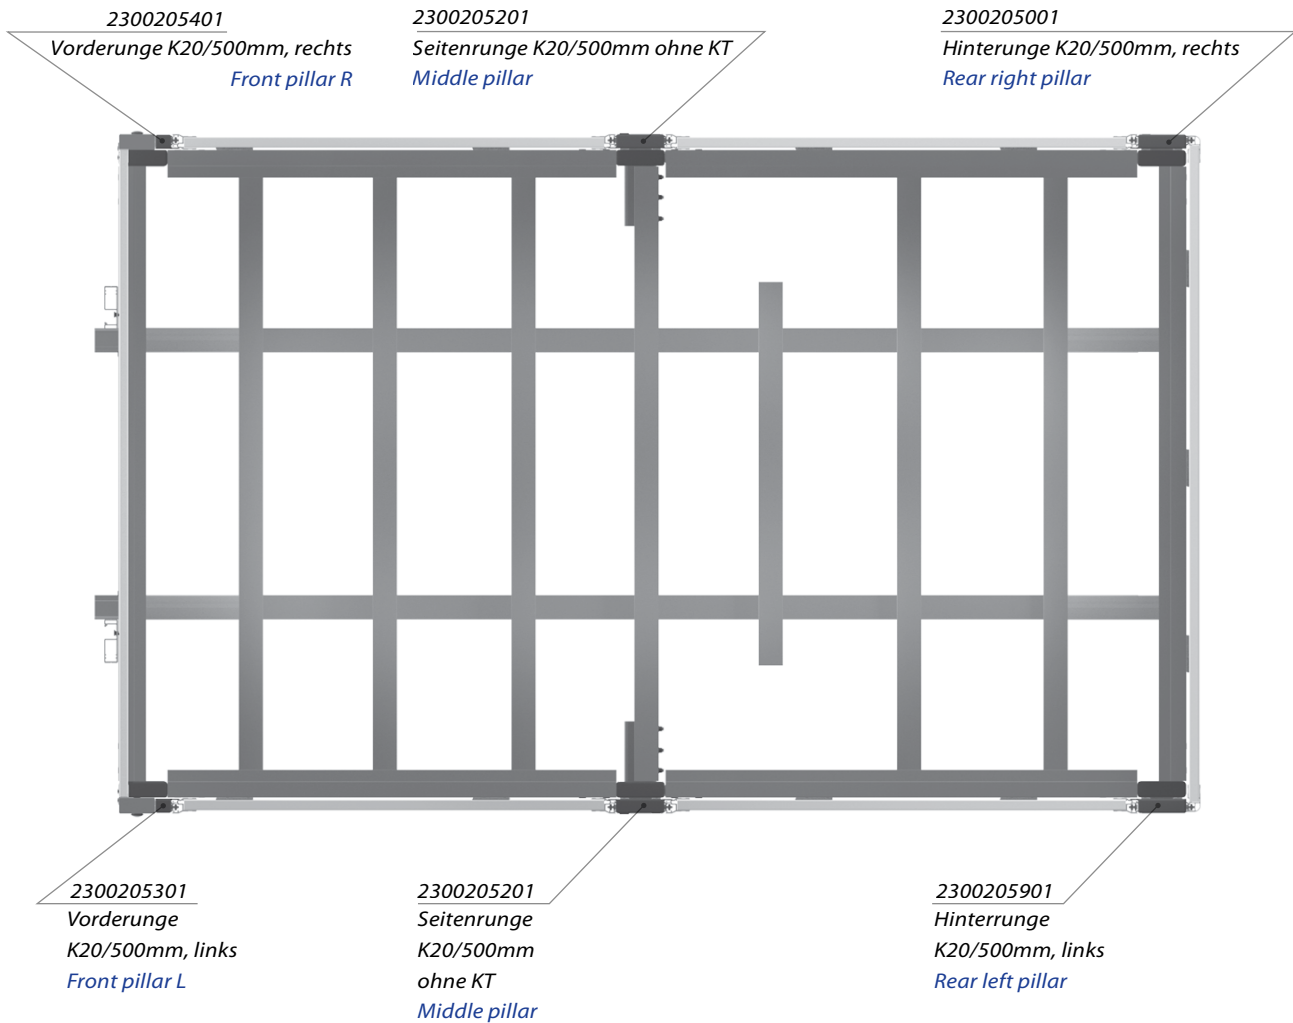 2300205401
Vorderunge K20/500mm, rechts
Front pillar R
2300205201
Seitenrunge K20/500mm ohne KT
Middle pillar
2300205001
Hinterunge K20/500mm, rechts
Rear right pillar
2300205301
Vorderunge
K20/500mm, links
Front pillar L
2300205201
Seitenrunge
K20/500mm
ohne KT
Middle pillar
2300205901
Hinterrunge
K20/500mm, links
Rear left pillar